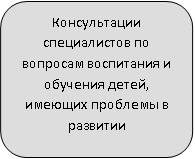 Консультации
специалистов по
вопросам воспитания и
обучения детей,
имеющих проблемы в
развитии